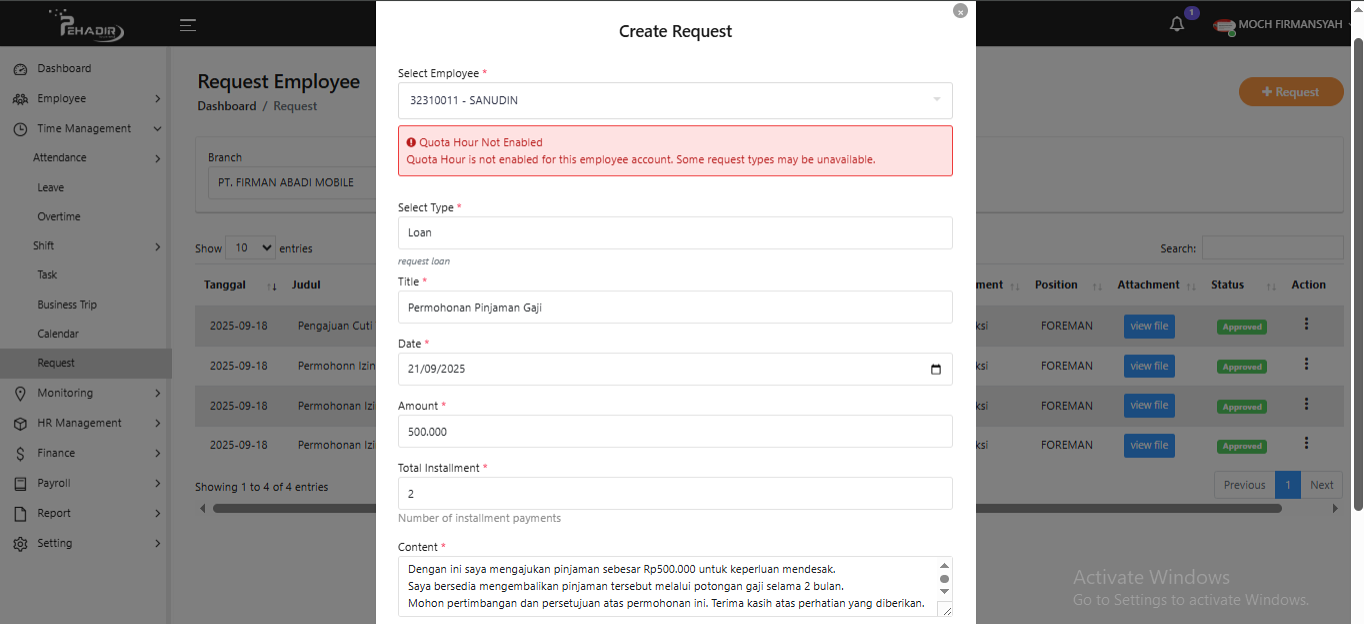 PEHADIR
1
MOCH FIRMANSYAH
Dashboard
Employee
Time Management
Attendance
Leave
Overtime
Shift
Task
Business Trip
Calendar
Request
Monitoring
HR Management
Finance
Payroll
Report
Setting
Request Employee
Dashboard / Request
+ Request
Branch
PT. FIRMAN ABADI MOBILE
Show 10 entries
Search:
Tanggal Judul ment Position Attachment Status Action
2025-09-18 Pengajuan Cuti ksi FOREMAN view file Approved
2025-09-18 Permohonn Izin ksi FOREMAN view file Approved
2025-09-18 Permohonan Izi ksi FOREMAN view file Approved
2025-09-18 Permohonan Izi ksi FOREMAN view file Approved
Showing 1 to 4 of 4 entries
Previous 1 Next
Create Request
Select Employee *
32310011 - SANUDIN
Quota Hour Not Enabled
Quota Hour is not enabled for this employee account. Some request types may be unavailable.
Select Type *
Loan
request loan
Title *
Permohonan Pinjaman Gaji
Date *
21/09/2025
Amount *
500.000
Total Installment *
2
Number of installment payments
Content *
Dengan ini saya mengajukan pinjaman sebesar Rp500.000 untuk keperluan mendesak.
Saya bersedia mengembalikan pinjaman tersebut melalui potongan gaji selama 2 bulan.
Mohon pertimbangan dan persetujuan atas permohonan ini. Terima kasih atas perhatian yang diberikan.
Activate Windows
Go to Settings to activate Windows.